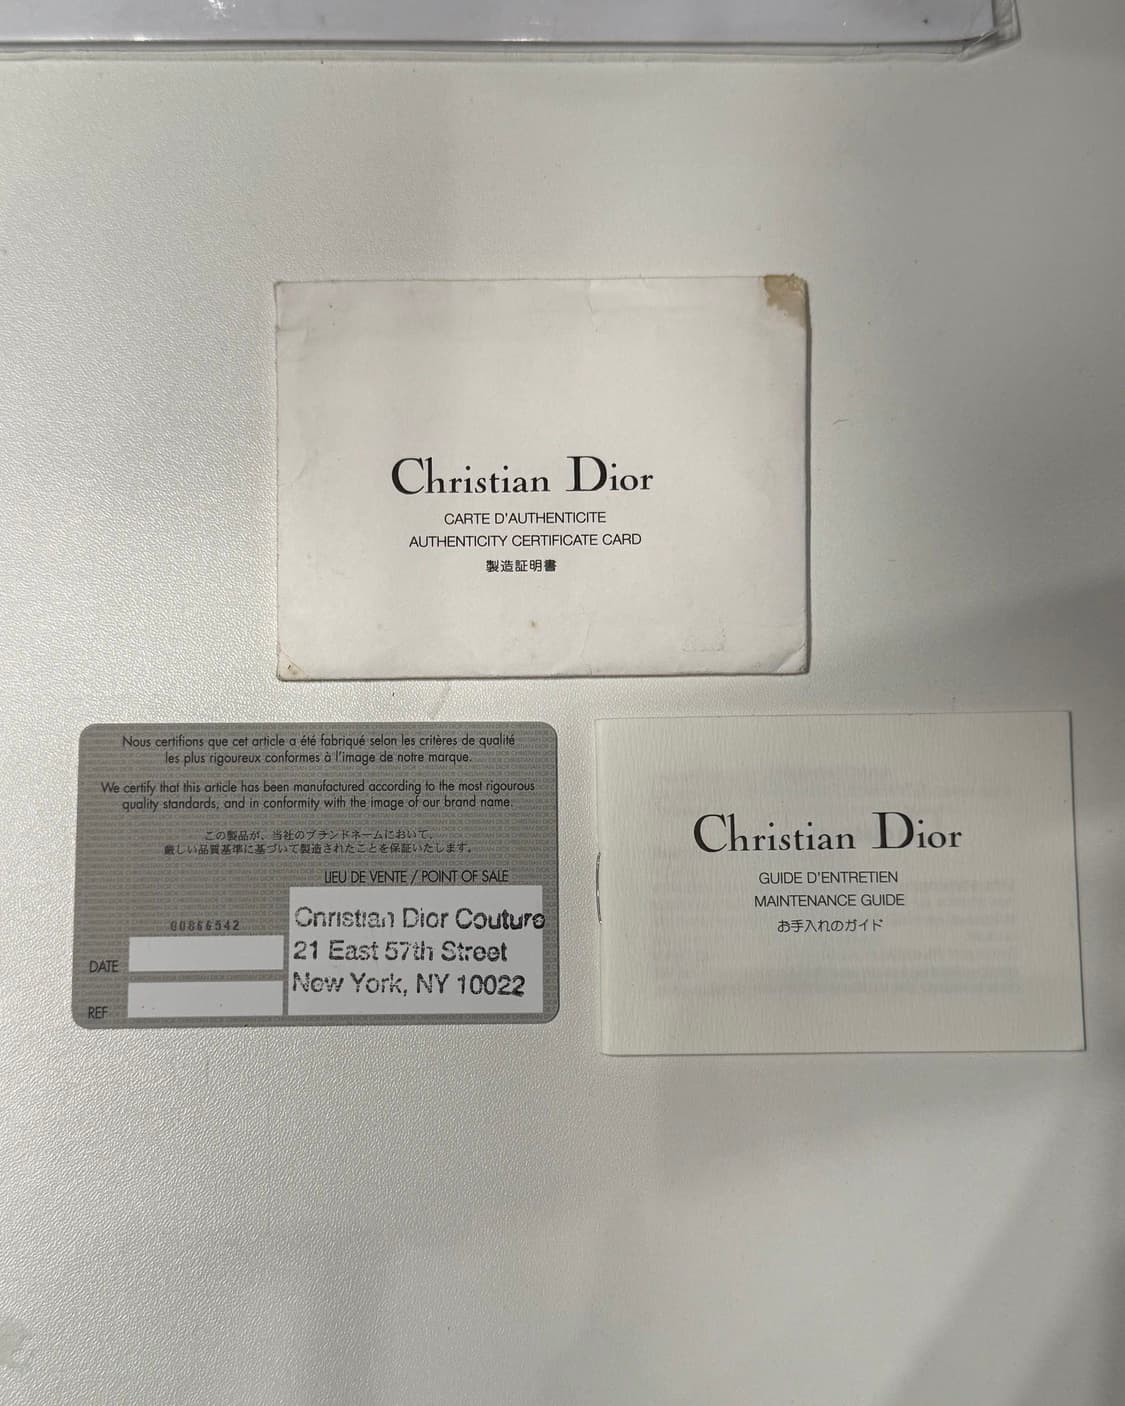 Christian Dior
CARTE D'AUTHENTICITE
AUTHENTICITY CERTIFICATE CARD
製造証明書
Nous certifions que cet article a été fabriqué selon les critères de qualité
les plus rigoureux conformes à l'image de notre marque.
We certify that this article has been manufactured according to the most rigourous
quality standards, and in conformity with the image of our brand name.
この製品が、当社のブランドネームにおいて、
厳しい品質基準に基づいて製造されたことを保証いたします。
LIEU DE VENTE / POINT OF SALE
00866542
DATE
REF
Christian Dior Couture
21 East 57th Street
New York, NY 10022
Christian Dior
GUIDE D'ENTRETIEN
MAINTENANCE GUIDE
お手入れのガイド